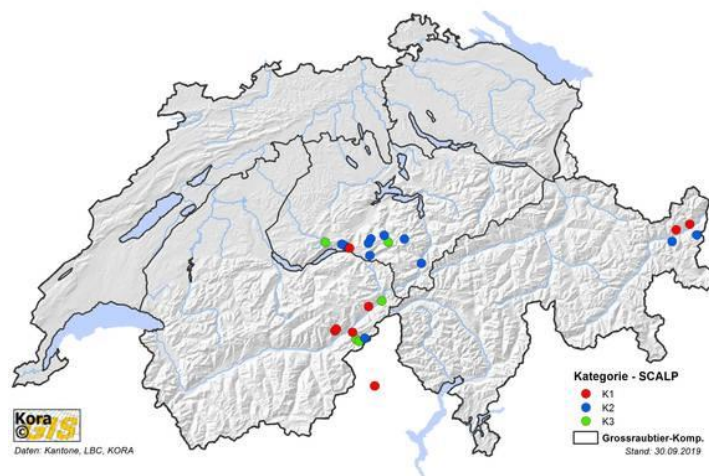 Kategorie - SCALP
K1
K2
K3
Grossraubtier-Komp.
Stand: 30.09.2019
Kora
©GIS
Daten: Kantone, LBC, KORA